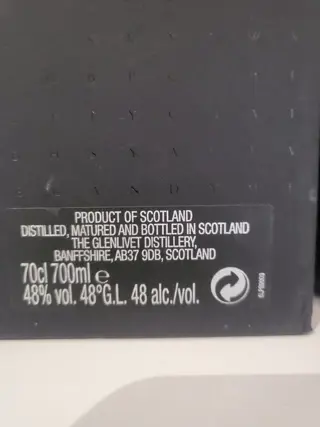 PRODUCT OF SCOTLAND
DISTILLED, MATURED AND BOTTLED IN SCOTLAND
THE GLENLIVET DISTILLERY,
BANFFSHIRE, AB37 9DB, SCOTLAND
70cl 700ml e
48% vol. 48°G.L. 48 alc./vol.